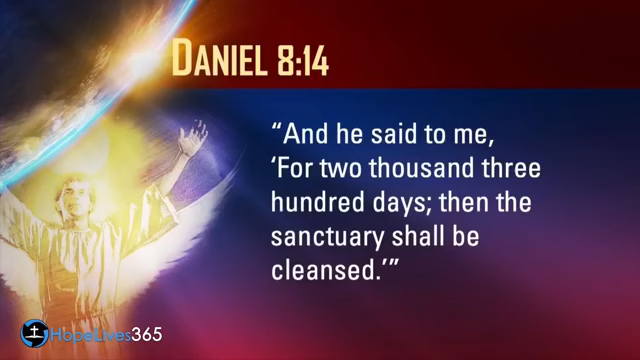 DANIEL 8:14
“And he said to me,
‘For two thousand three
hundred days; then the
sanctuary shall be
cleansed.’”
HopeLives365